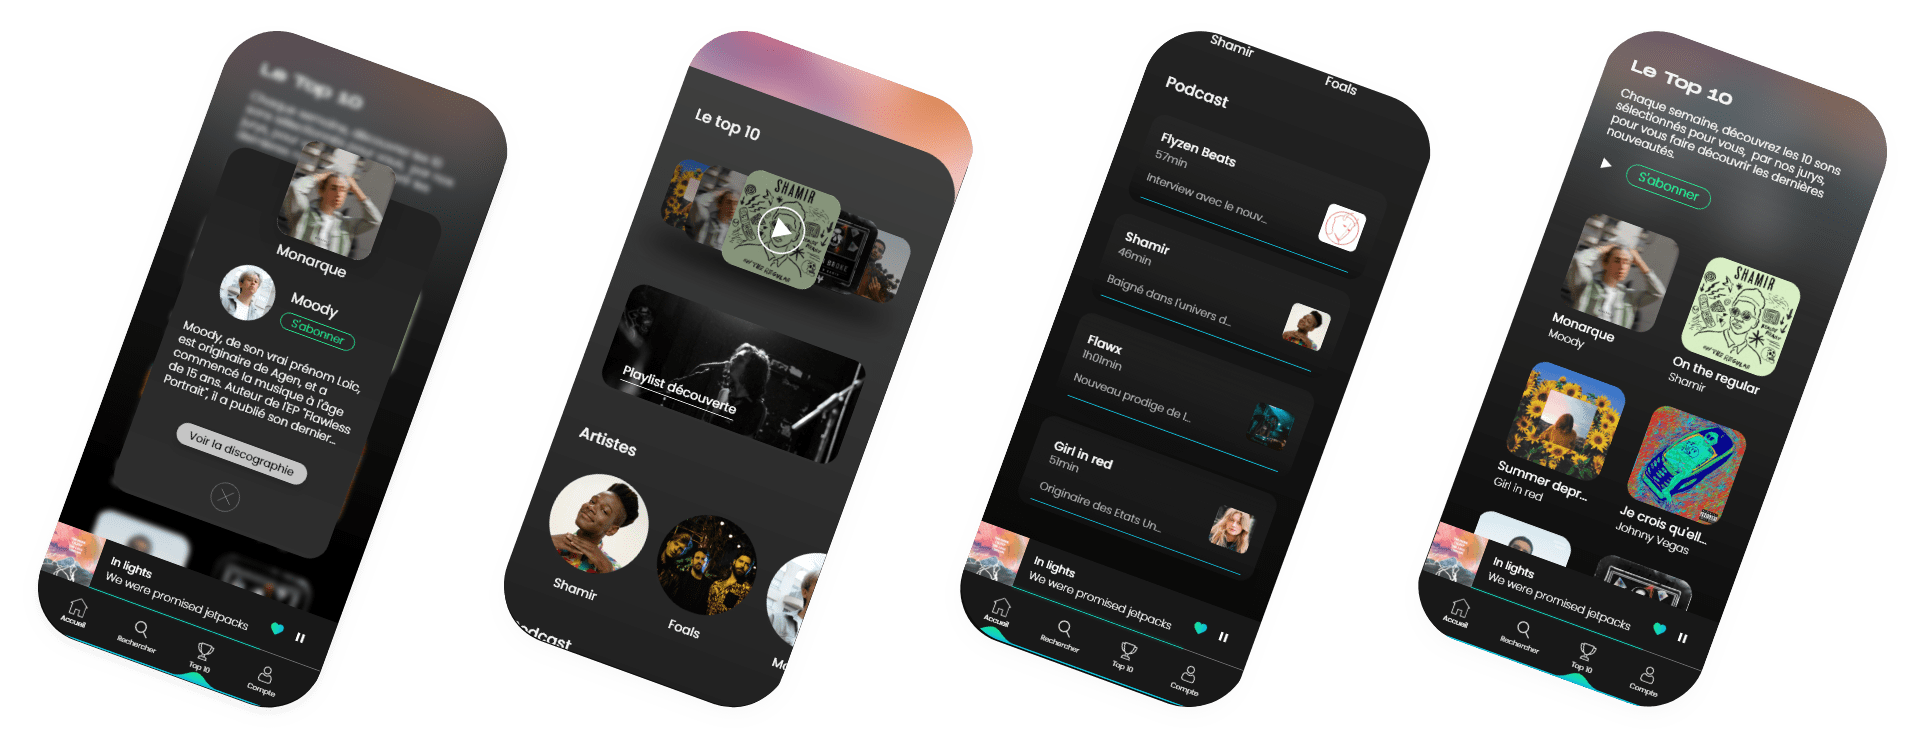 Le Top 10
Monarque
Moody
S'abonner
Moody, de son vrai prénom Loïc,
est originaire de Agen, et a
commencé la musique à l'âge
de 15 ans. Auteur de l'EP "Flawless
Portrait", il a publié son dernier...
Voir la discographie
In lights
We were promised jetpacks
Accueil
Rechercher
Top 10
Compte
Le top 10
SHAMIR
ON THE REGULAR
Playlist découverte
Artistes
Shamir
Foals
Mo
odcast
Shamir
Foals
Podcast
Flyzen Beats
57min
Interview avec le nouv...
Shamir
46min
Baigné dans l'univers d...
Flawx
1h01min
Nouveau prodige de l...
Girl in red
51min
Originaire des Etats Un...
In lights
We were promised jetpacks
Accueil
Rechercher
Top 10
Compte
Le Top 10
Chaque semaine, découvrez les 10 sons
sélectionnés pour vous, par nos jurys,
pour vous faire découvrir les dernières
nouveautés.
S'abonner
Monarque
Moody
SHAMIR
ON THE REGULAR
On the regular
Shamir
Summer depr...
Girl in red
Je crois qu'ell...
Johnny Vegas
In lights
We were promised jetpacks
Accueil
Rechercher
Top 10
Compte